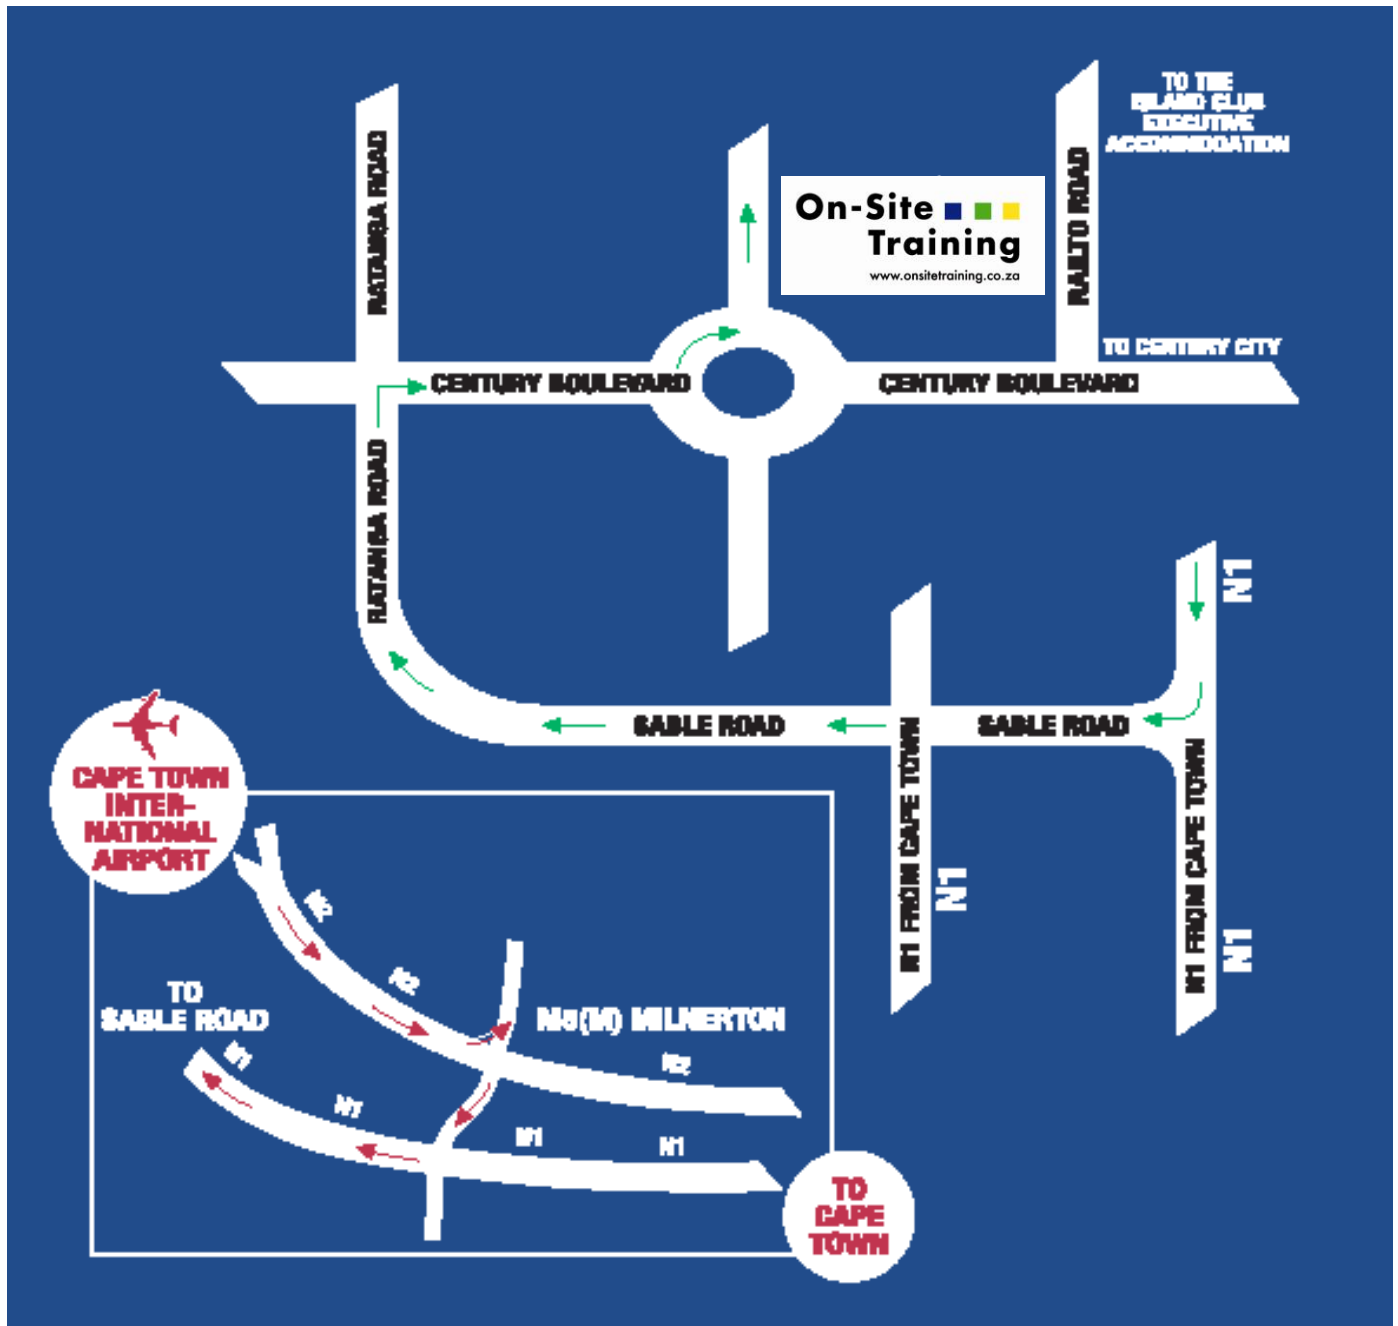 TO THE
ISLAND CLUB
EXECUTIVE
ACCOMMODATION
RATANGA ROAD
On-Site
Training
www.onsitetraining.co.za
RAILTO ROAD
TO CENTURY CITY
CENTURY BOULEVARD
CENTURY BOULEVARD
RATANGA ROAD
N1
SABLE ROAD
SABLE ROAD
N1 FROM CAPE TOWN
N1
N1 FROM CAPE TOWN
N1
CAPE TOWN
INTER-
NATIONAL
AIRPORT
N2
N2
TO
SABLE ROAD
M5(M) MILNERTON
N1
N2
N1
N1
N1
TO
CAPE
TOWN